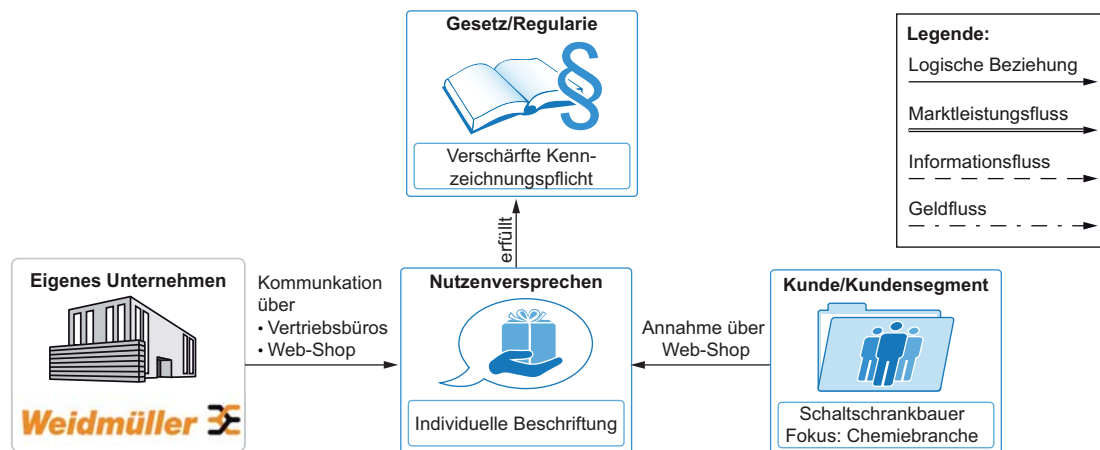 Gesetz/Regularie
§
Verschärfte Kenn-
zeichnungspflicht
Legende:
Logische Beziehung
Marktleistungsfluss
Informationsfluss
Geldfluss
erfüllt
Eigenes Unternehmen
Weidmüller
Kommunkation
über
• Vertriebsbüros
• Web-Shop
Nutzenversprechen
Individuelle Beschriftung
Annahme über
Web-Shop
Kunde/Kundensegment
Schaltschrankbauer
Fokus: Chemiebranche